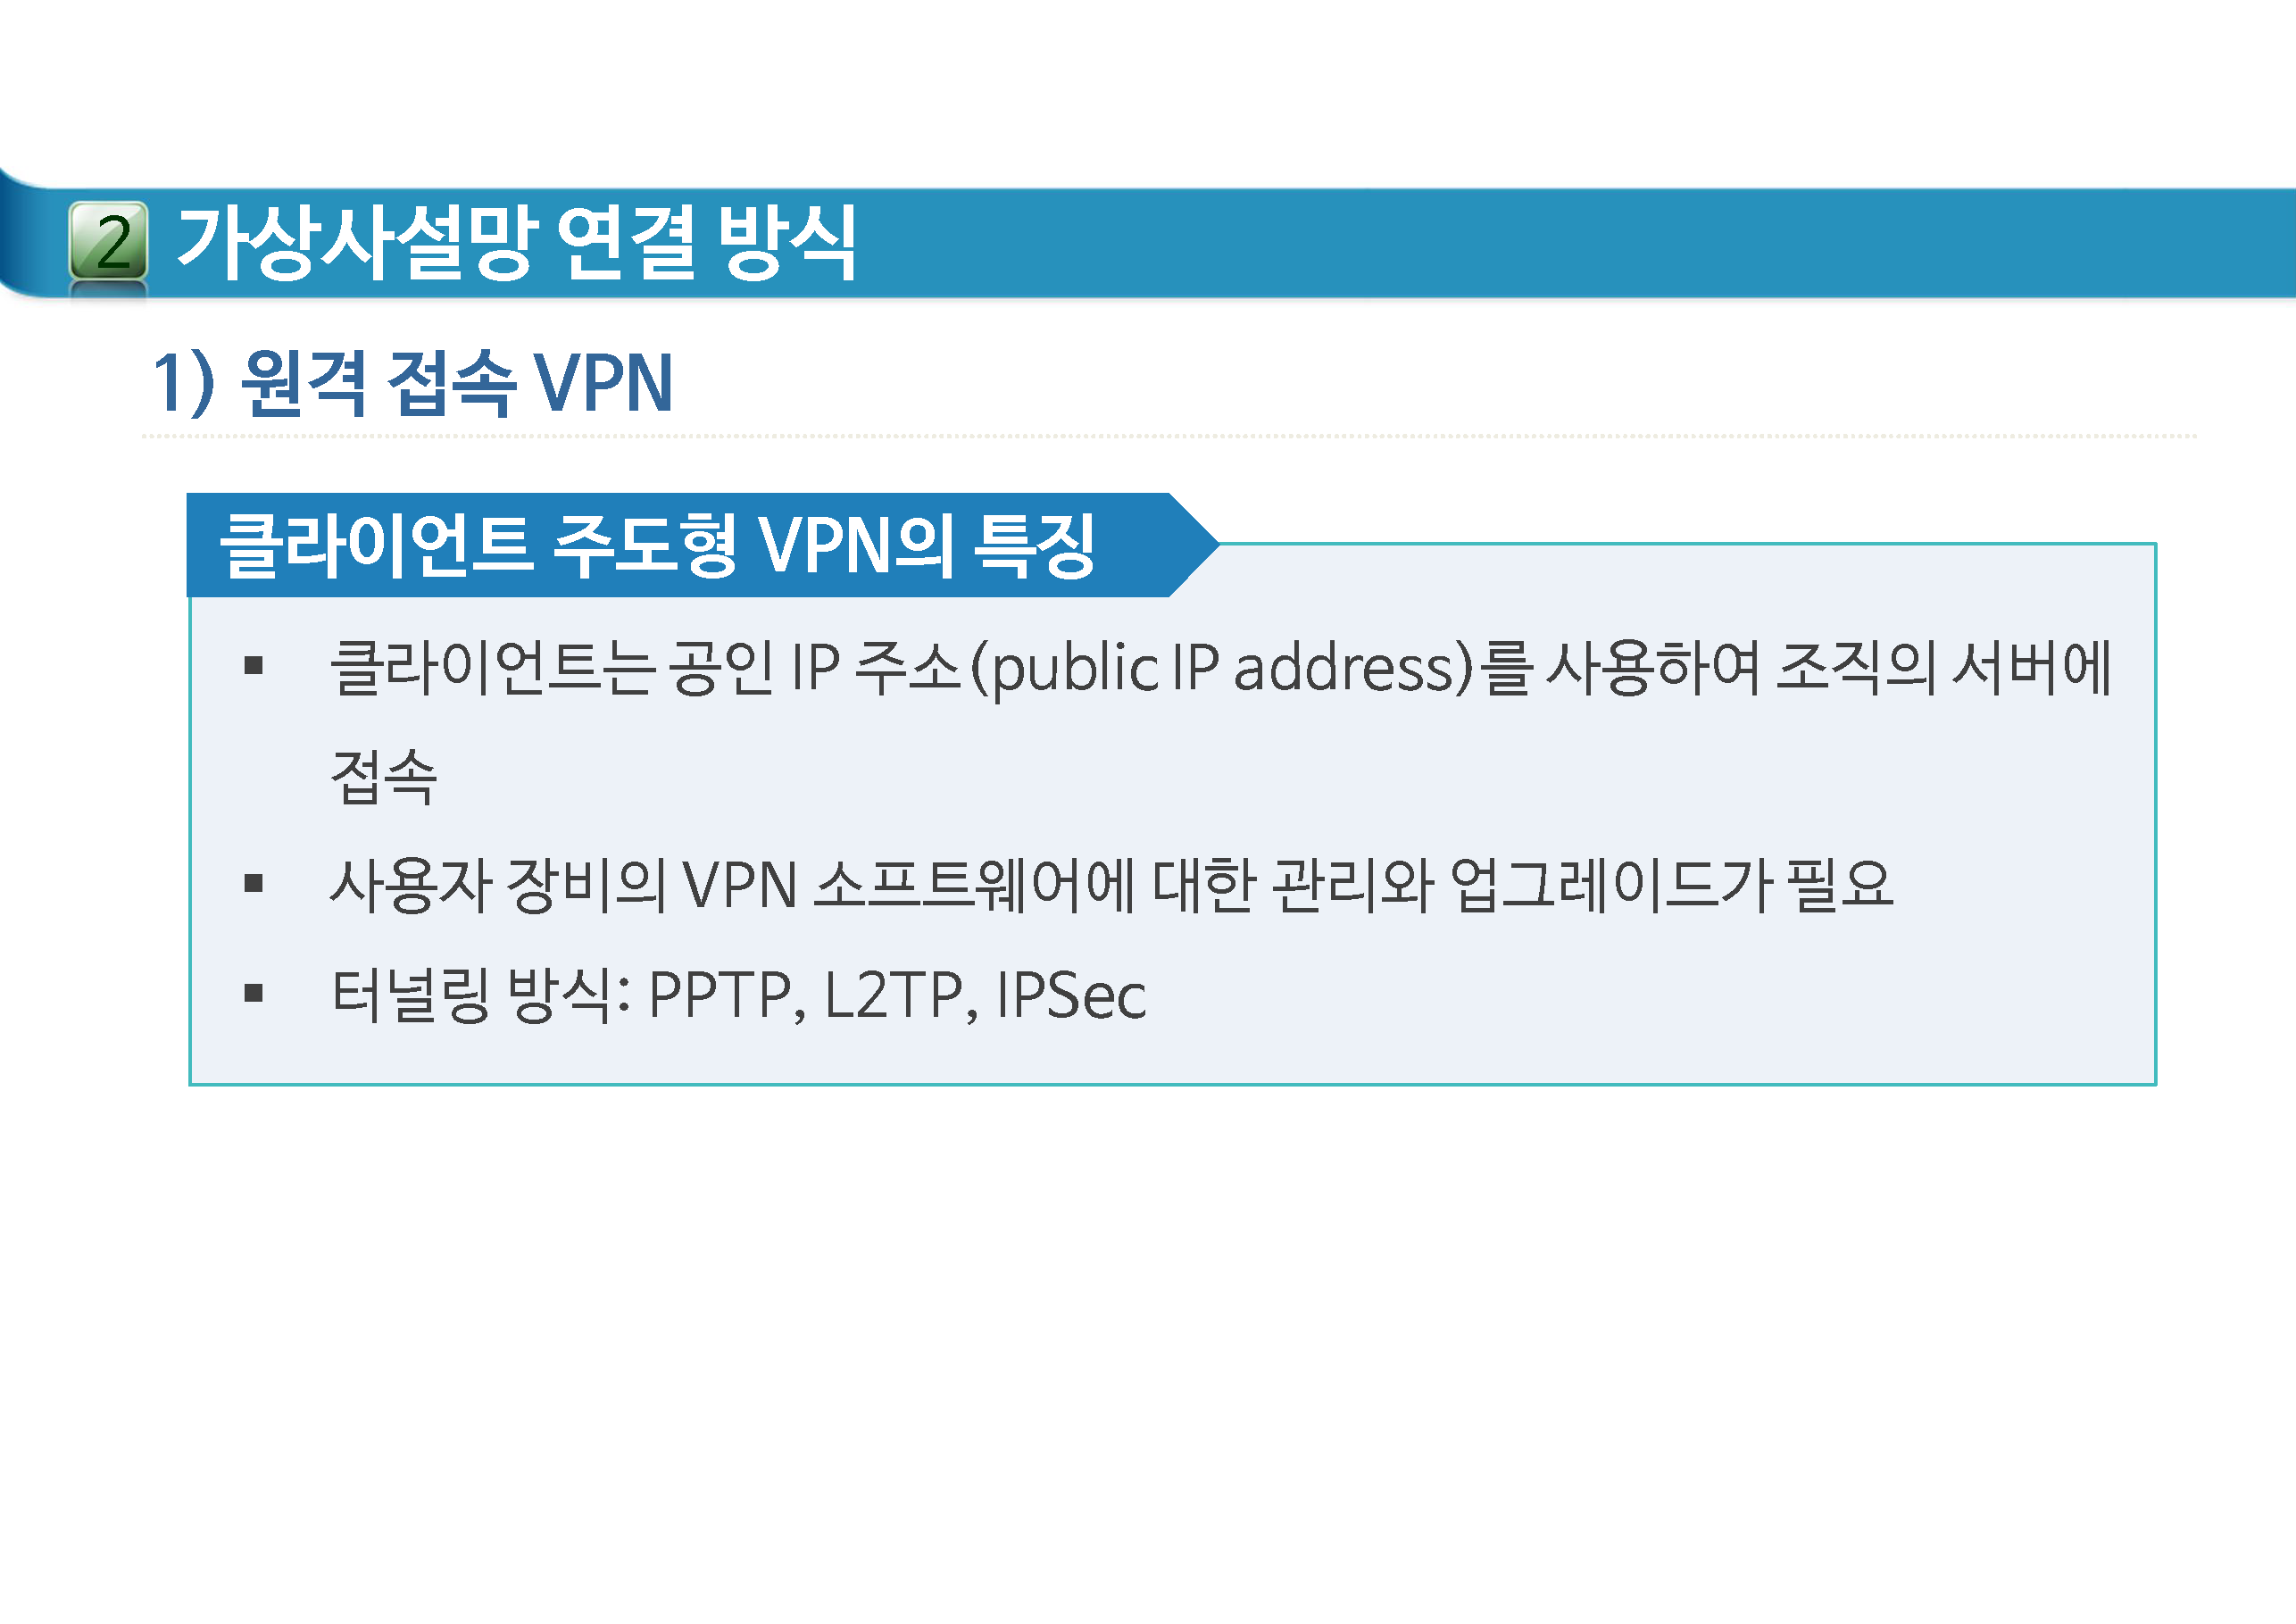 2 가상사설망 연결 방식
1) 원격 접속 VPN
클라이언트 주도형 VPN의 특징
▪ 클라이언트는 공인 IP 주소(public IP address)를 사용하여 조직의 서버에
접속
▪ 사용자 장비의 VPN 소프트웨어에 대한 관리와 업그레이드가 필요
▪ 터널링 방식: PPTP, L2TP, IPSec